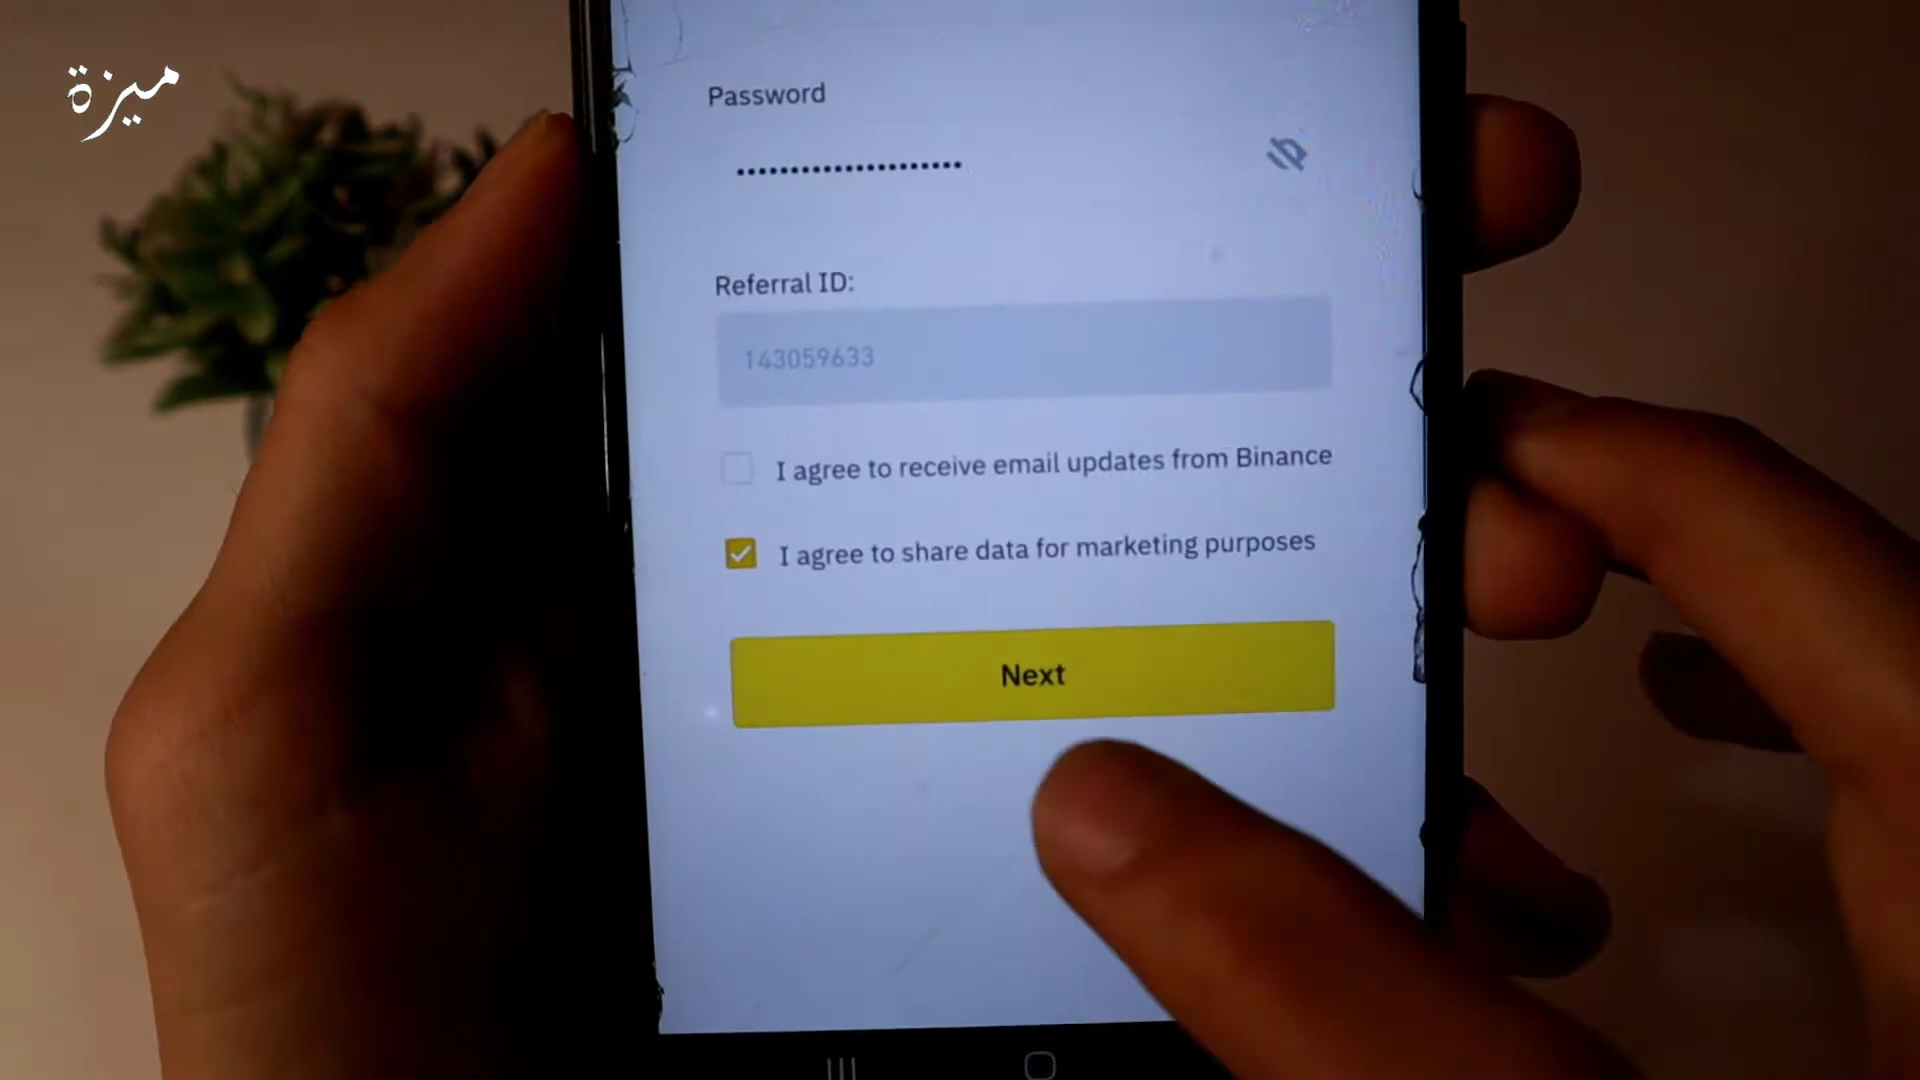 ميزة
Password
•••••••••••••••••••••
Referral ID:
143059633
I agree to receive email updates from Binance
I agree to share data for marketing purposes
Next